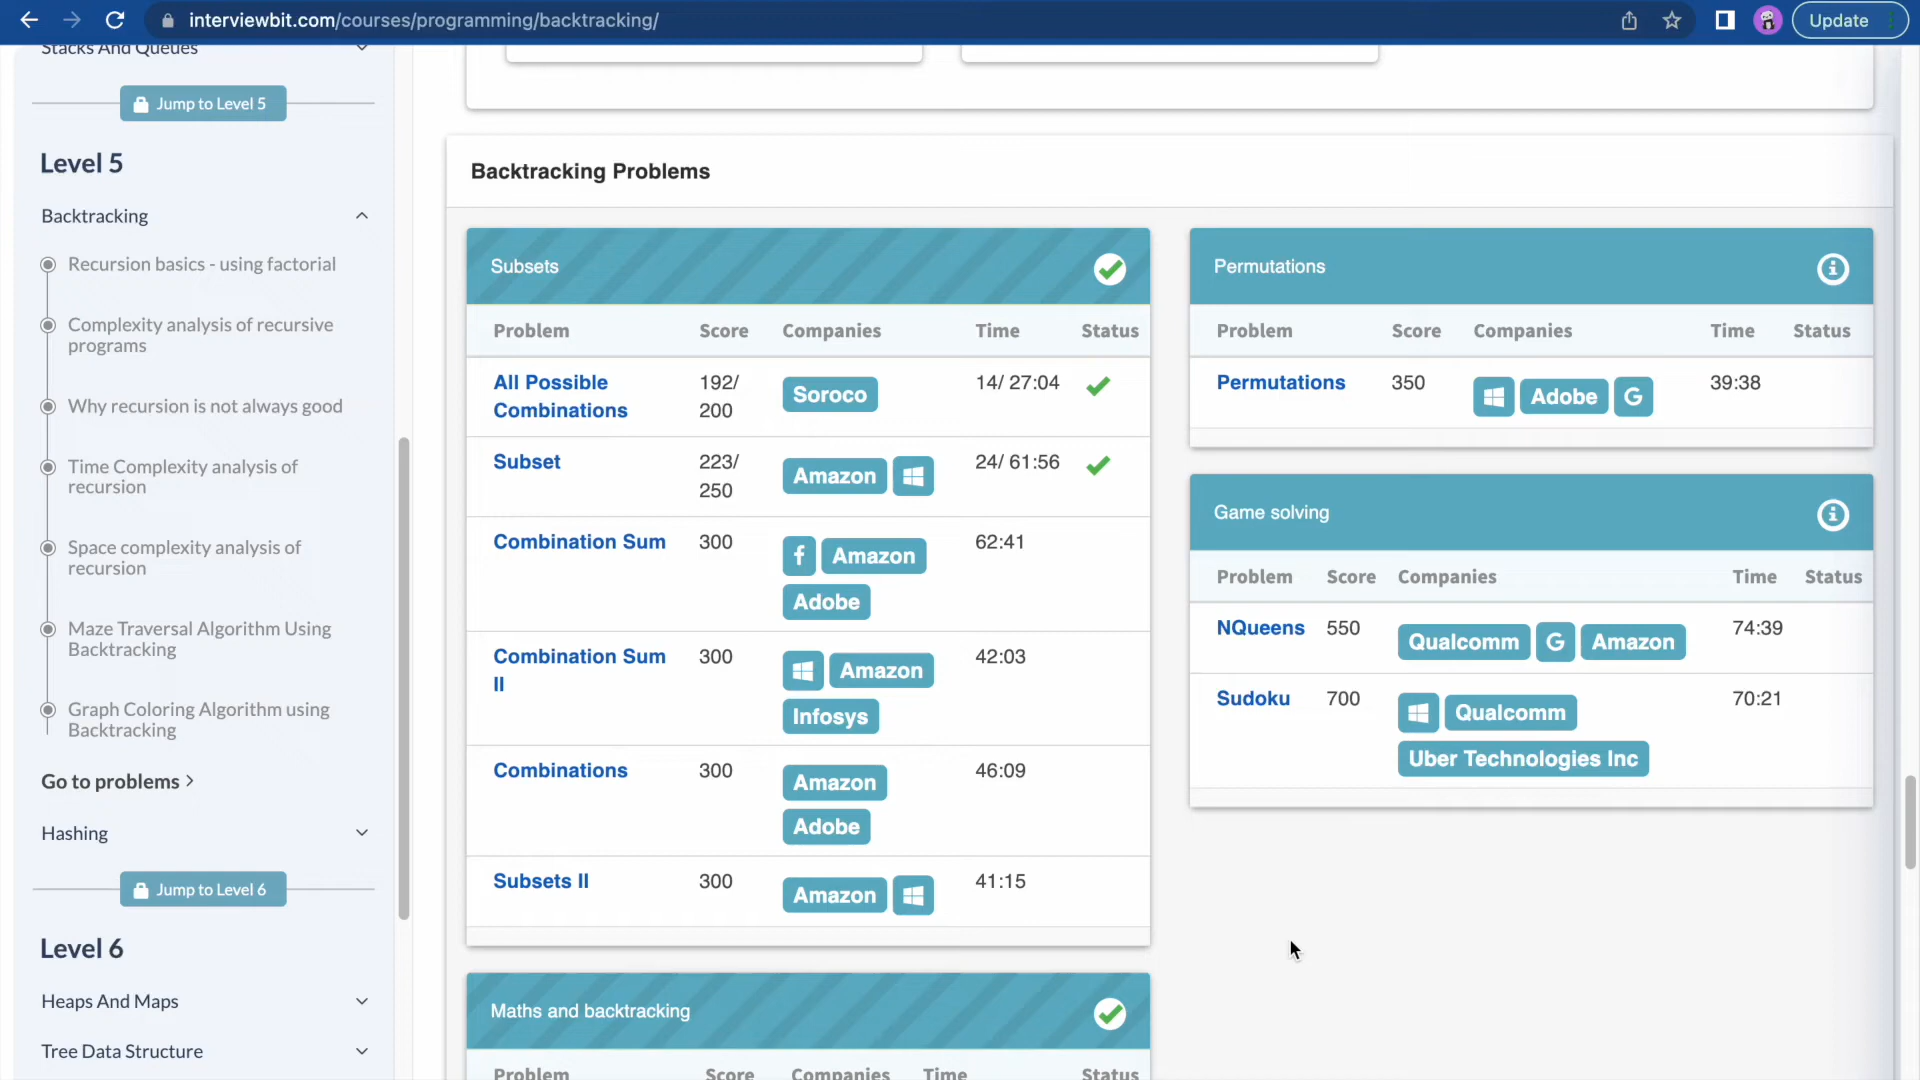 interviewbit.com/courses/programming/backtracking/
Update
Stacks And Queues
Jump to Level 5
Level 5
Backtracking
Recursion basics - using factorial
Complexity analysis of recursive
programs
Why recursion is not always good
Time Complexity analysis of
recursion
Space complexity analysis of
recursion
Maze Traversal Algorithm Using
Backtracking
Graph Coloring Algorithm using
Backtracking
Go to problems >
Hashing
Jump to Level 6
Level 6
Heaps And Maps
Tree Data Structure
Backtracking Problems
Subsets
Problem Score Companies Time Status
All Possible 192/ Soroco 14/ 27:04
Combinations 200
Subset 223/ Amazon 24/ 61:56
250
Combination Sum 300 f Amazon 62:41
Adobe
Combination Sum 300 Amazon 42:03
II Infosys
Combinations 300 Amazon 46:09
Adobe
Subsets II 300 Amazon 41:15
Maths and backtracking
Problem Score Companies Time Status
Permutations
Problem Score Companies Time Status
Permutations 350 Adobe G 39:38
Game solving
Problem Score Companies Time Status
NQueens 550 Qualcomm G Amazon 74:39
Sudoku 700 Qualcomm 70:21
Uber Technologies Inc